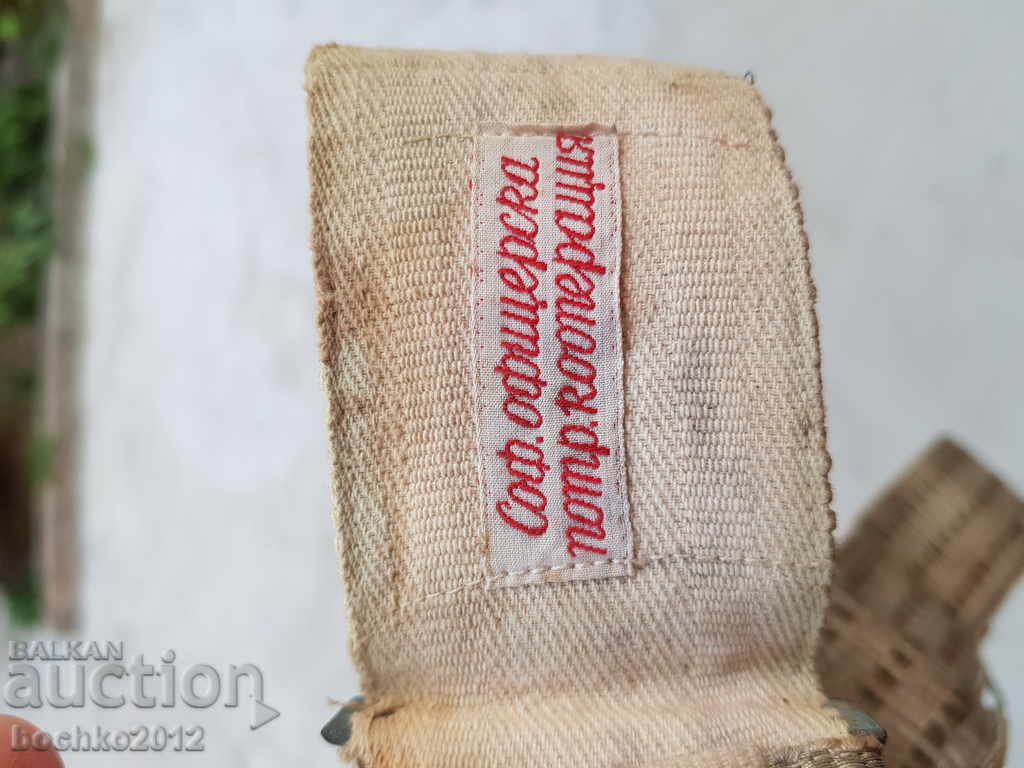 Соф. офицерска
потр. кооперация
BALKAN
auction
bochko2012